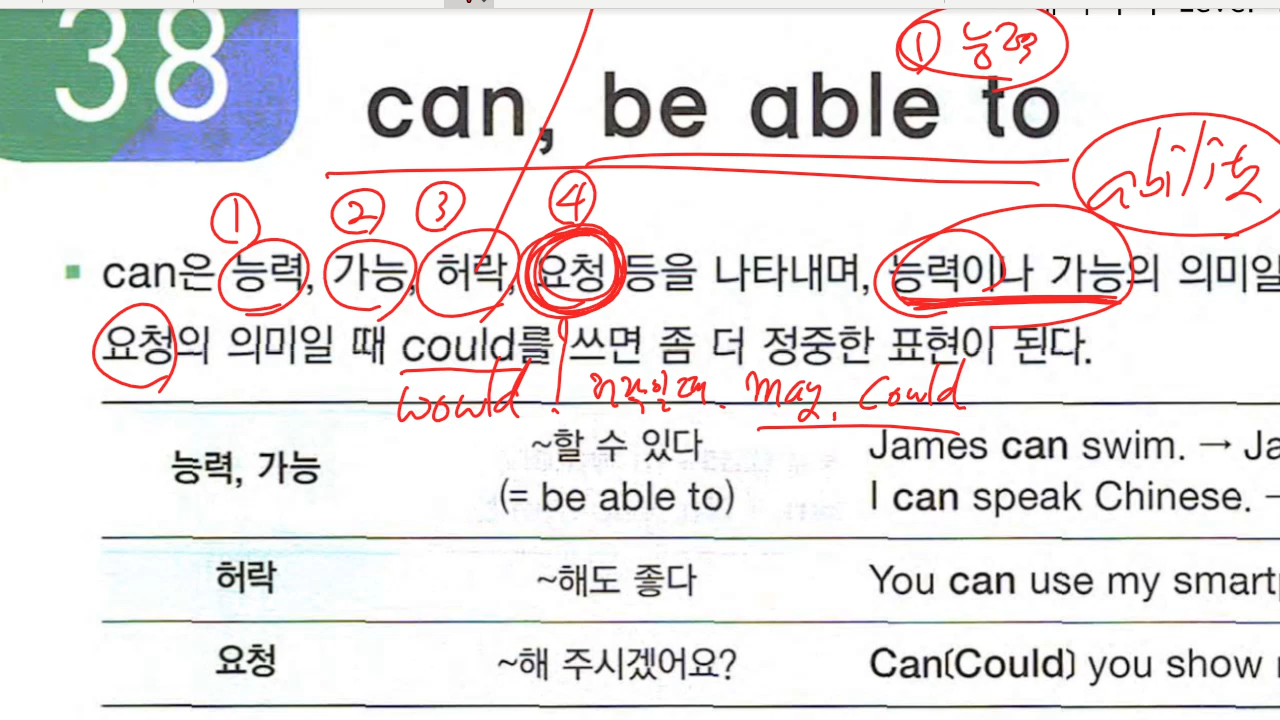 Level
38
① 능력
can, be able to
ability
① ② ③ ④
can은 능력, 가능, 허락, 요청 등을 나타내며, 능력이나 가능의 의미일
요청의 의미일 때 could를 쓰면 좀 더 정중한 표현이 된다.
would. 허락일 때. may, could
능력, 가능 ~할 수 있다 James can swim. → Ja
(= be able to) I can speak Chinese. -
허락 ~해도 좋다 You can use my smartp
요청 ~해 주시겠어요? Can(Could) you show